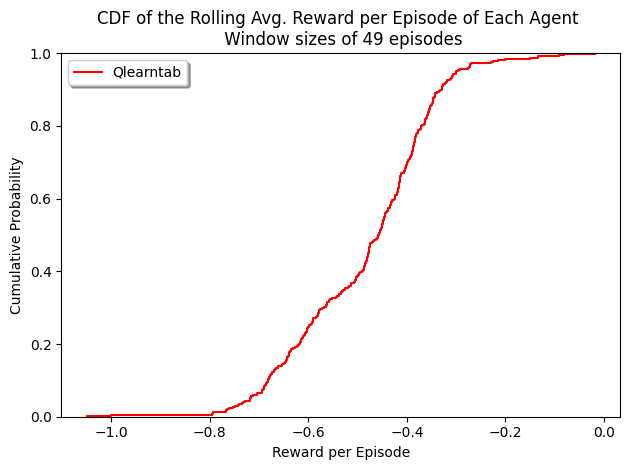 CDF of the Rolling Avg. Reward per Episode of Each Agent
Window sizes of 49 episodes
Qlearntab
1.0
0.8
0.6
0.4
0.2
0.0
Cumulative Probability
−1.0
−0.8
−0.6
−0.4
−0.2
0.0
Reward per Episode